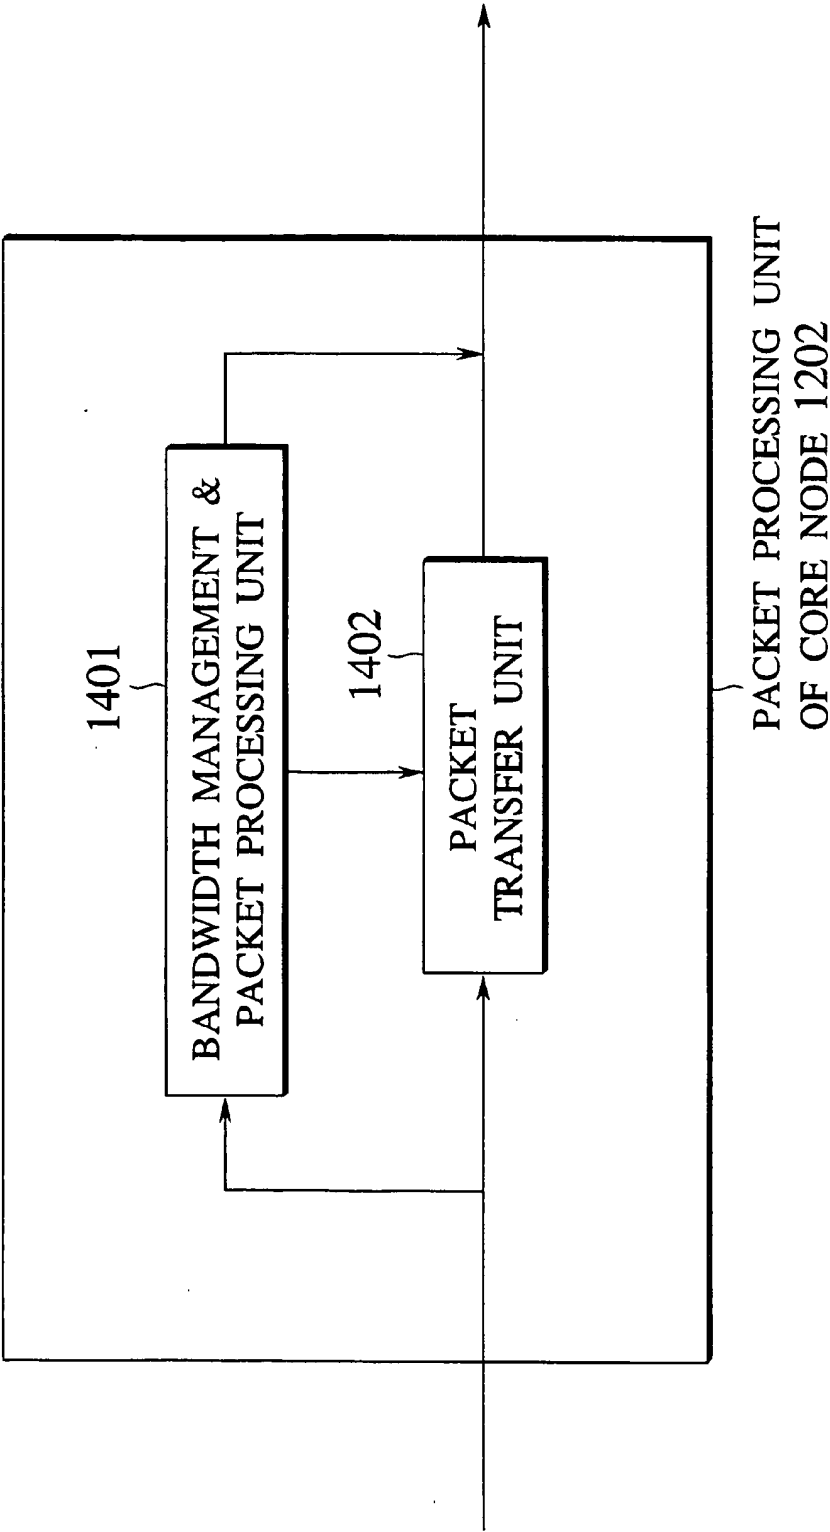 1401
BANDWIDTH MANAGEMENT &
PACKET PROCESSING UNIT
1402
PACKET
TRANSFER UNIT
PACKET PROCESSING UNIT
OF CORE NODE 1202